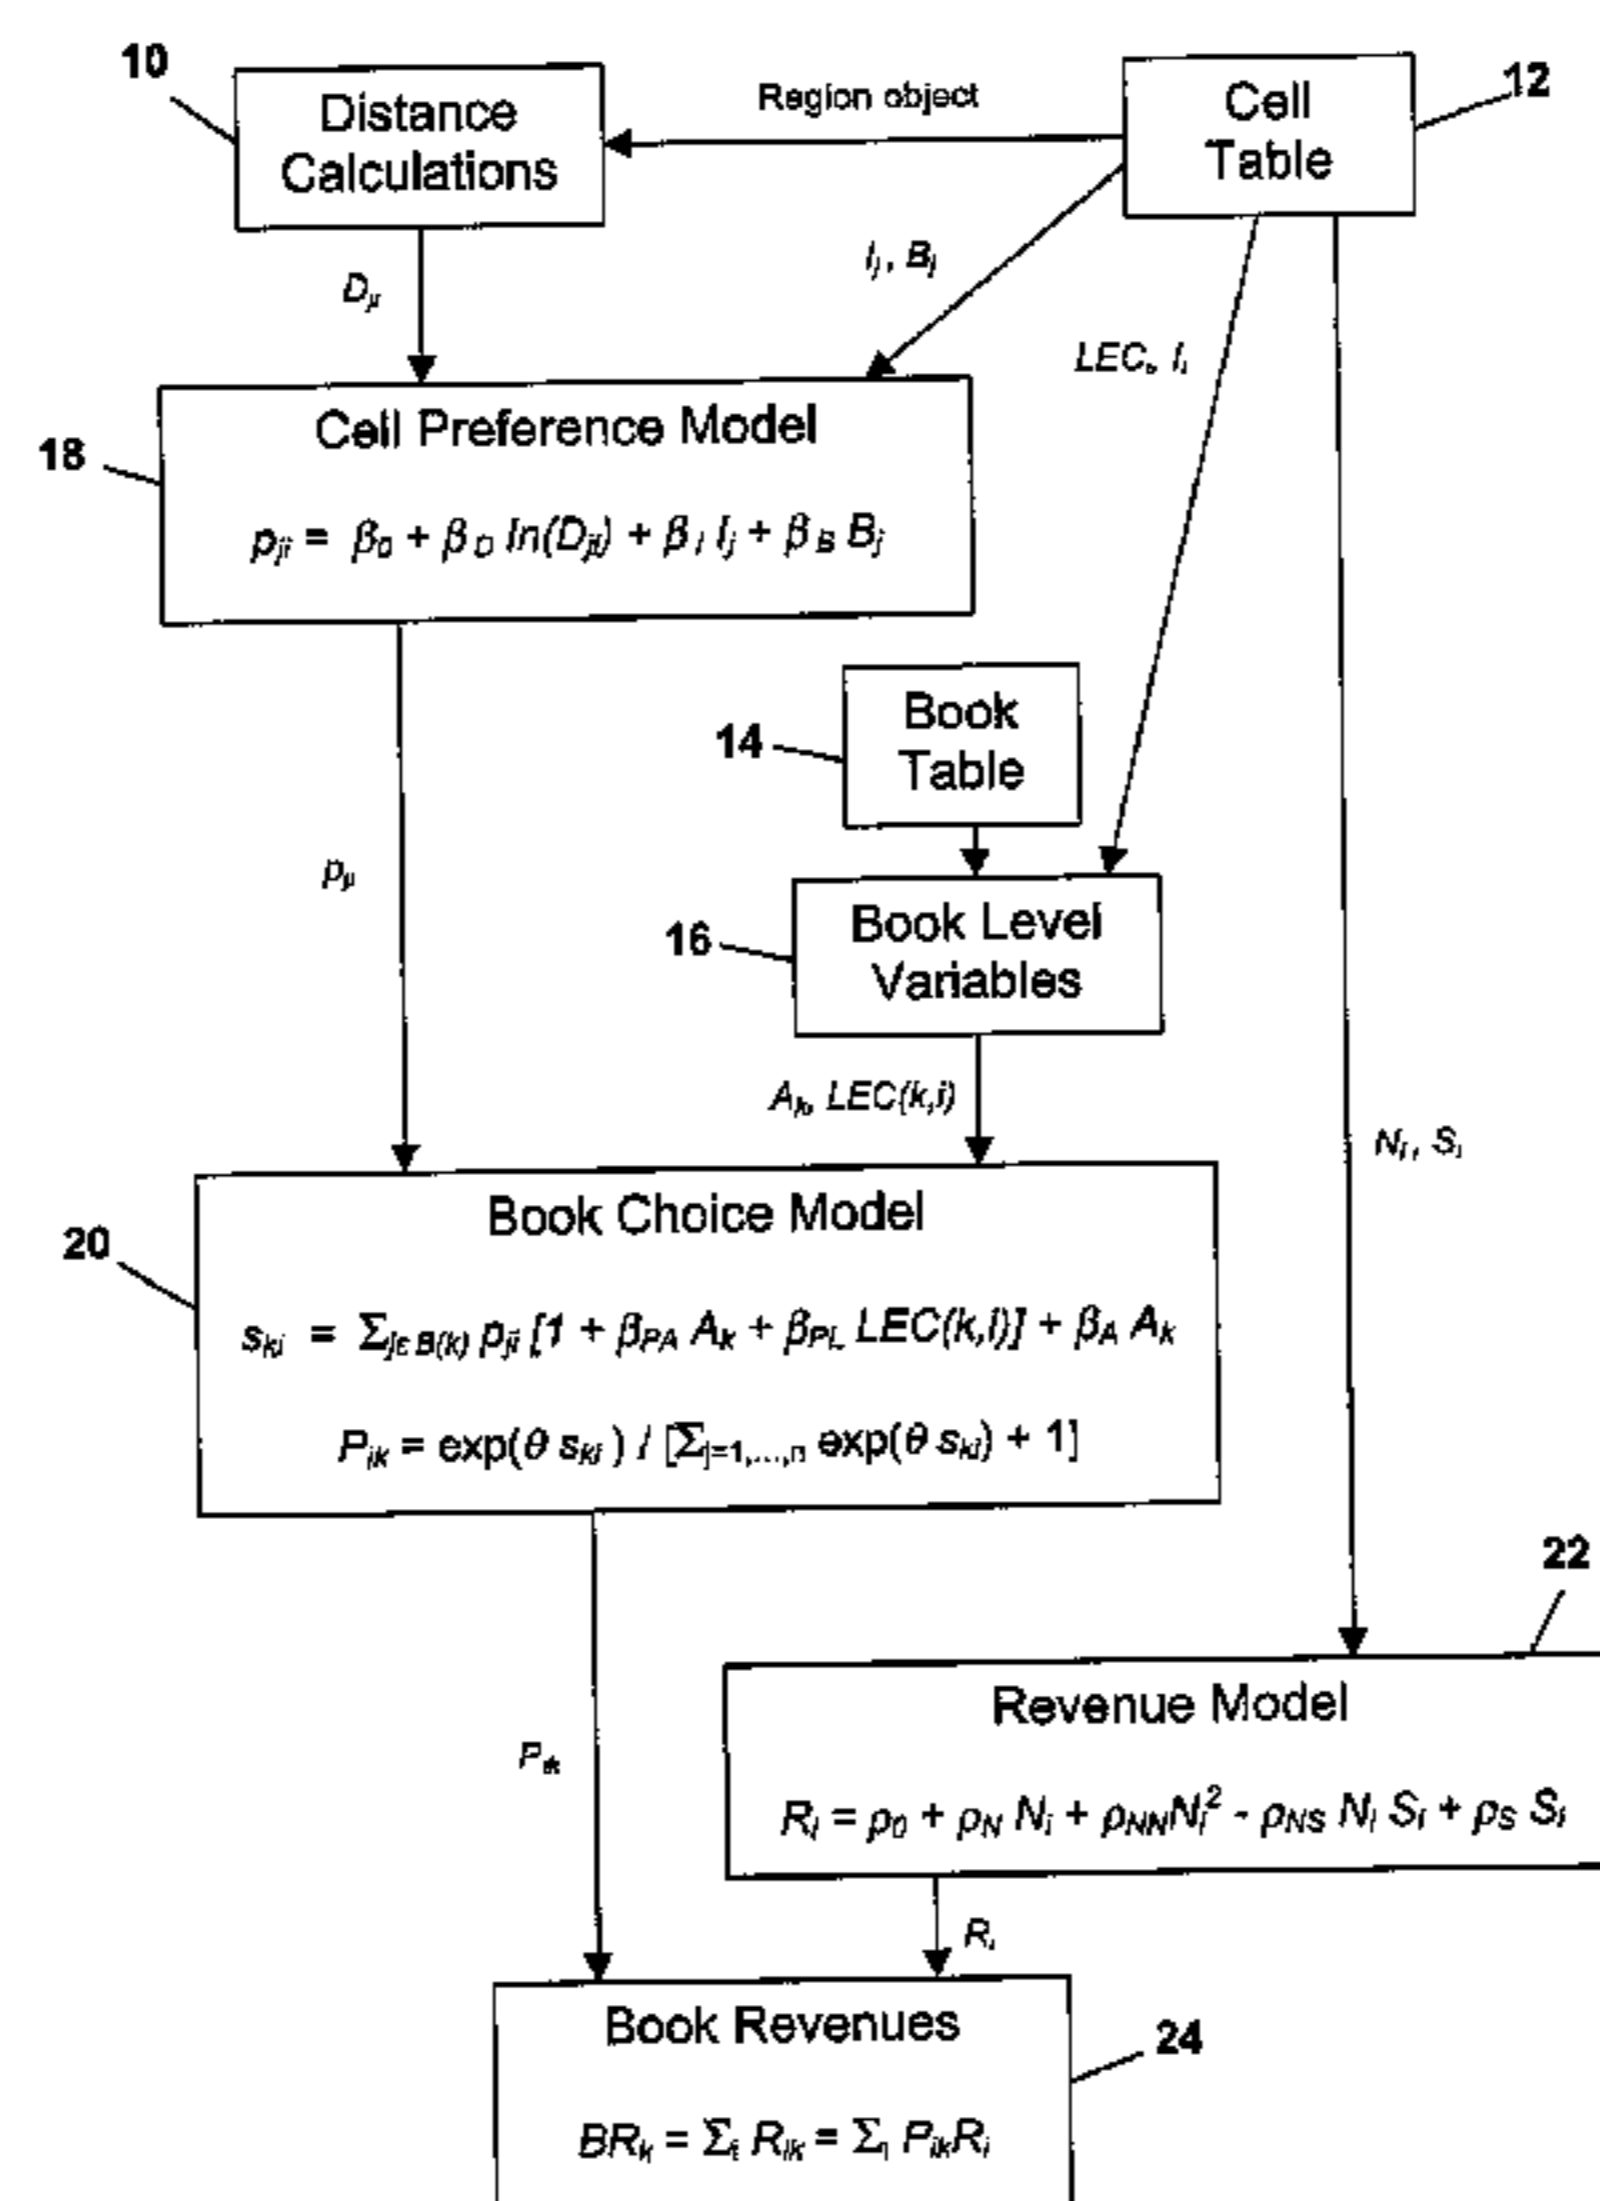 10
Distance
Calculations
Region object
Cell
Table
12
D_ji
I_j, B_j
LEC_i, I_i
18
Cell Preference Model
p_ji = β_0 + β_D ln(D_ji) + β_I I_j + β_B B_j
14
Book
Table
p_ji
16
Book Level
Variables
A_k, LEC(k,i)
N_i, S_i
20
Book Choice Model
s_ki = Σ_jε B(k) p_ji [1 + β_PA A_k + β_PL LEC(k,i)] + β_A A_k
P_ik = exp(θ s_ki) / [Σ_j=1,...,n exp(θ s_ki) + 1]
22
Revenue Model
R_i = ρ_0 + ρ_N N_i + ρ_NN N_i² - ρ_NS N_i S_i + ρ_S S_i
P_ik
R_i
Book Revenues
24
BR_k = Σ_i R_ik = Σ_i P_ik R_i